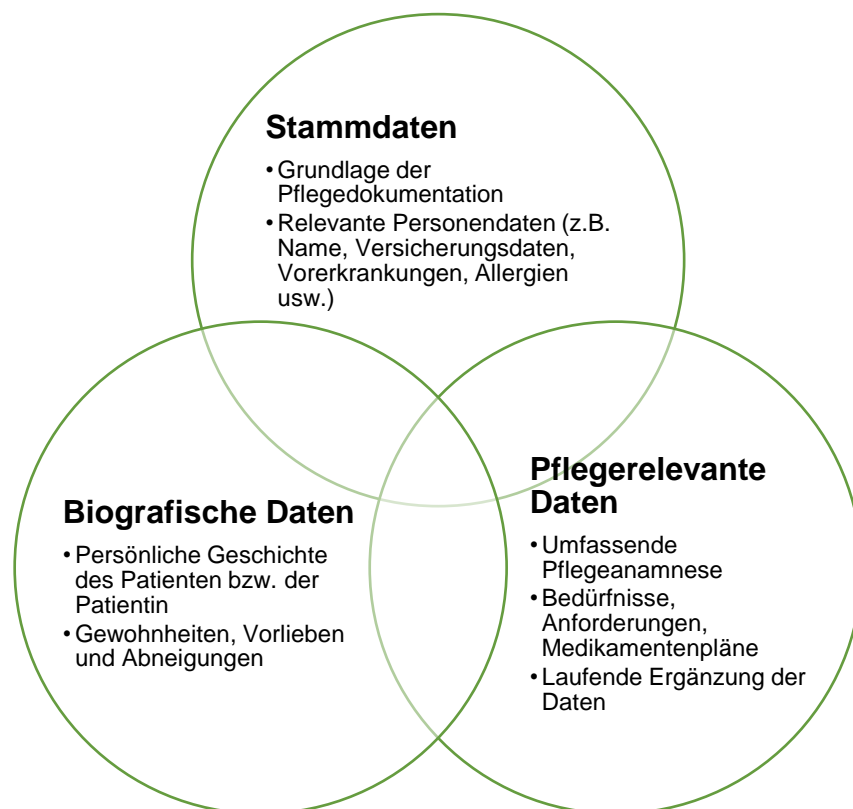 Stammdaten
•Grundlage der
Pflegedokumentation
•Relevante Personendaten (z.B.
Name, Versicherungsdaten,
Vorerkrankungen, Allergien
usw.)
Biografische Daten
•Persönliche Geschichte
des Patienten bzw. der
Patientin
•Gewohnheiten, Vorlieben
und Abneigungen
Pflegerelevante
Daten
•Umfassende
Pflegeanamnese
•Bedürfnisse,
Anforderungen,
Medikamentenpläne
•Laufende Ergänzung der
Daten